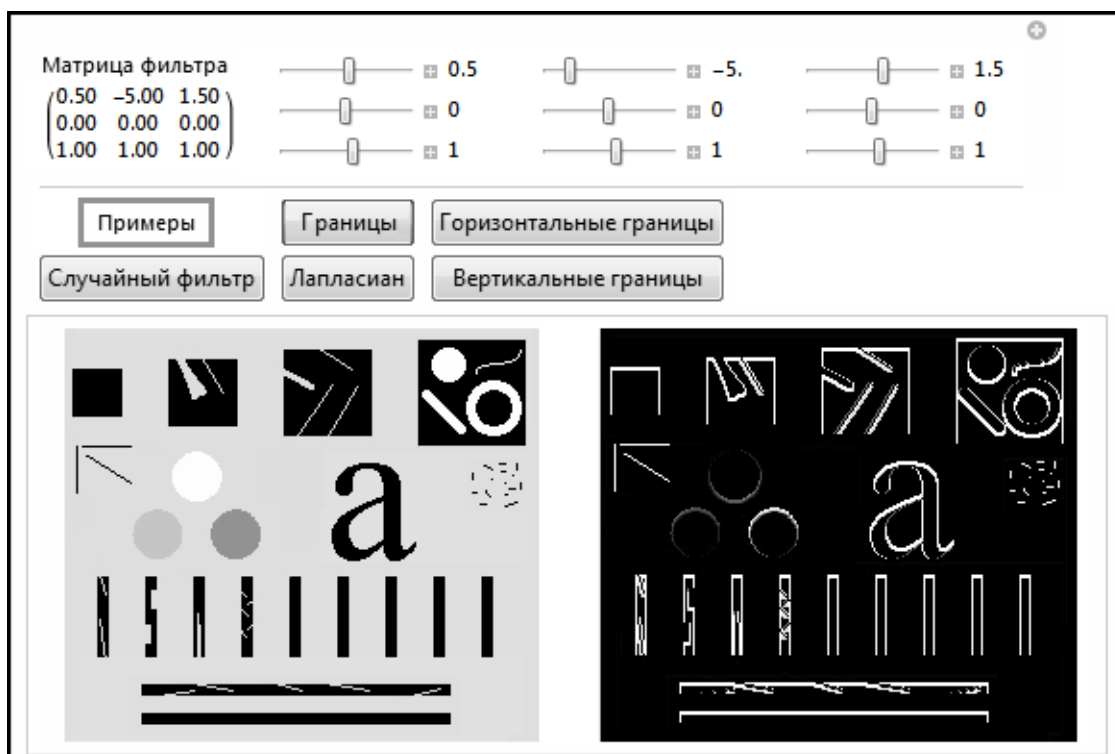 Матрица фильтра
0.5 −5. 1.5
0.50 −5.00 1.50
0.00 0.00 0.00
1.00 1.00 1.00
0 0 0
1 1 1
Примеры Границы Горизонтальные границы
Случайный фильтр Лапласиан Вертикальные границы
a